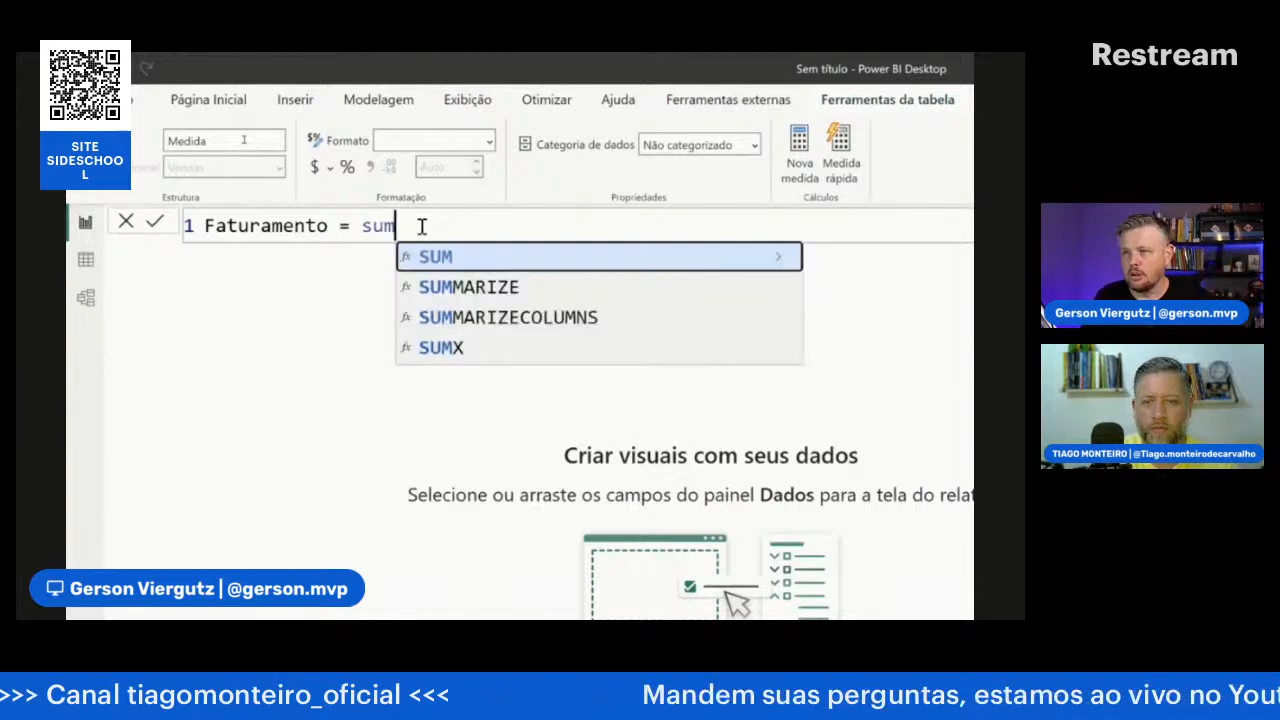 Restream
SITE
SIDESCHOO
L
Sem título - Power BI Desktop
Página Inicial Inserir Modelagem Exibição Otimizar Ajuda Ferramentas externas Ferramentas da tabela
Medida
Formato
Categoria de dados Não categorizado
Vendas
Auto
Nova
medida
Medida
rápida
Estrutura Formatação Propriedades Cálculos
1 Faturamento = sum
SUM
SUMMARIZE
SUMMARIZECOLUMNS
SUMX
Criar visuais com seus dados
Selecione ou arraste os campos do painel Dados para a tela do relat
Gerson Viergutz | @gerson.mvp
TIAGO MONTEIRO | @Tiago.monteirodecarvalho
Gerson Viergutz | @gerson.mvp
>>> Canal tiagomonteiro_oficial <<< Mandem suas perguntas, estamos ao vivo no Yout